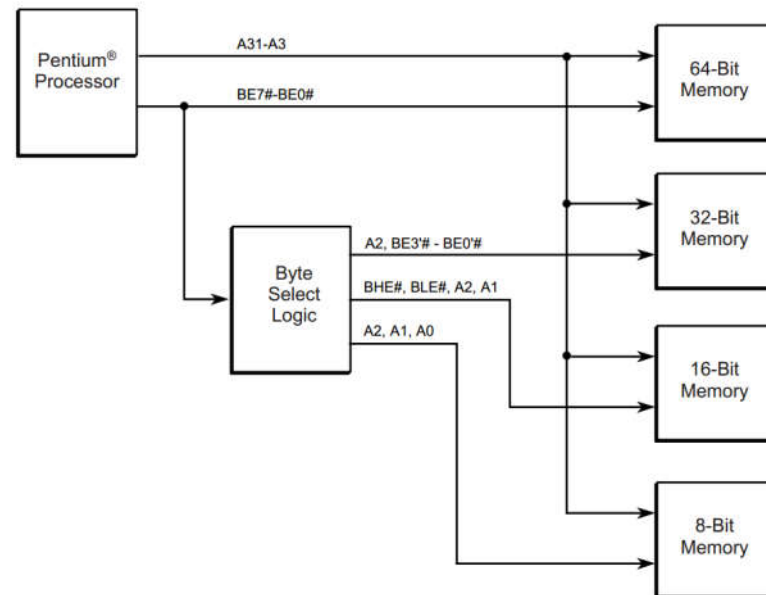 Pentium®
Processor
A31-A3
BE7#-BE0#
64-Bit
Memory
32-Bit
Memory
Byte
Select
Logic
A2, BE3'# - BE0'#
BHE#, BLE#, A2, A1
A2, A1, A0
16-Bit
Memory
8-Bit
Memory